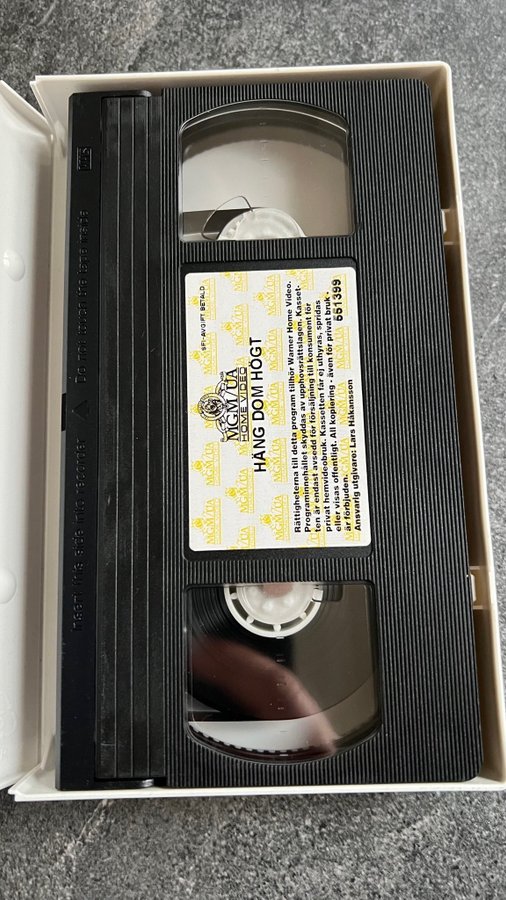 VHS
Insert this side into recorder △ Do not touch the tape inside
SFI-AVGIFT BETALD
MGM/UA
HOME VIDEO
HÄNG DOM HÖGT
Rättigheterna till detta program tillhör Warner Home Video.
Programinnehållet skyddas av upphovsrättslagen. Kasset-
ten är endast avsedd för försäljning till konsument för
privat hemvideobruk. Kassetten får ej uthyras, spridas
eller visas offentligt. All kopiering - även för privat bruk -
är förbjuden.
Ansvarig utgivare: Lars Håkansson
551399